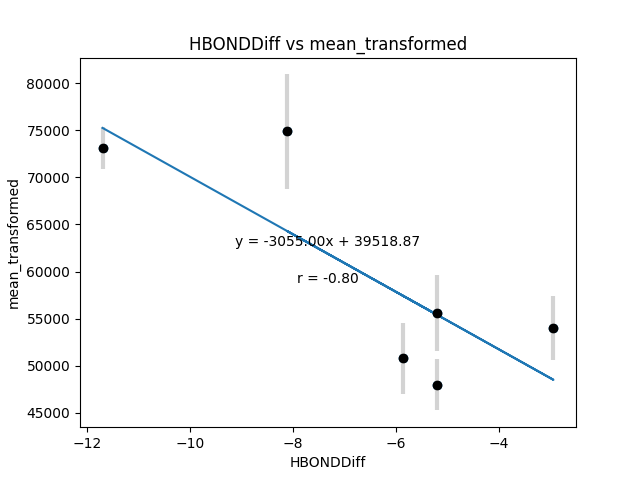 HBONDDiff vs mean_transformed
80000
75000
70000
65000
60000
55000
50000
45000
mean_transformed
y = -3055.00x + 39518.87
r = -0.80
−12
−10
−8
−6
−4
HBONDDiff